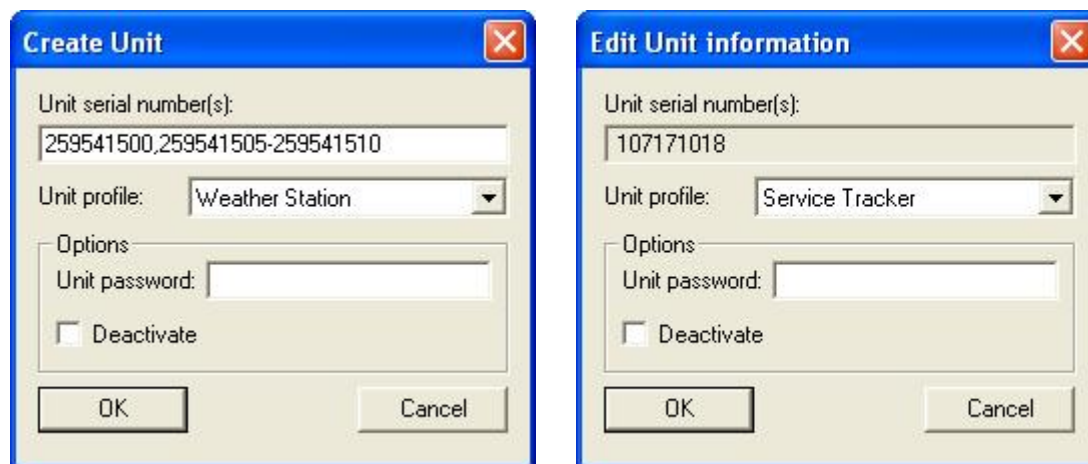 Create Unit
Unit serial number(s):
259541500,259541505-259541510
Unit profile: Weather Station
Options
Unit password:
Deactivate
OK Cancel
Edit Unit information
Unit serial number(s):
107171018
Unit profile: Service Tracker
Options
Unit password:
Deactivate
OK Cancel